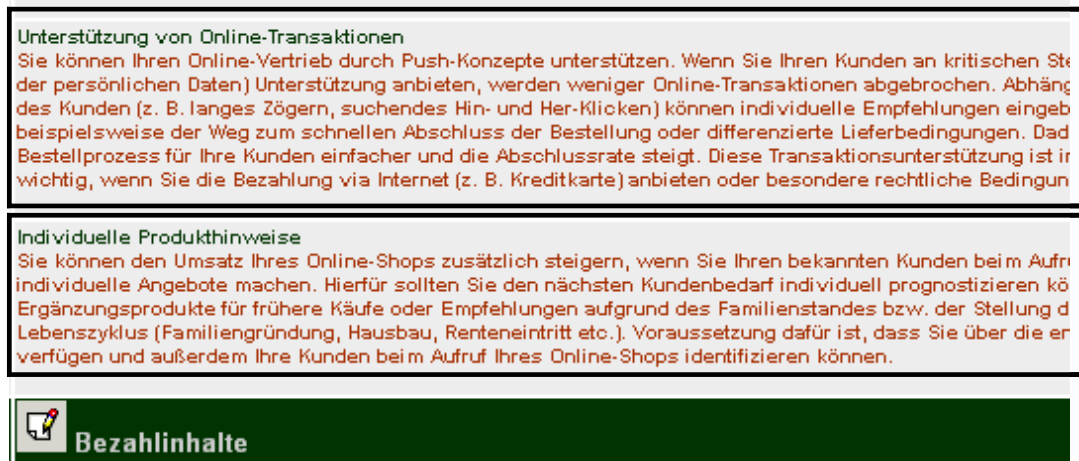 Unterstützung von Online-Transaktionen
Sie können Ihren Online-Vertrieb durch Push-Konzepte unterstützen. Wenn Sie Ihren Kunden an kritischen
der persönlichen Daten) Unterstützung anbieten, werden weniger Online-Transaktionen abgebrochen.
des Kunden (z. B. langes Zögern, suchendes Hin- und Her-Klicken) können individuelle Empfehlungen
beispielsweise der Weg zum schnellen Abschluss der Bestellung oder differenzierte Lieferbedingungen.
Bestellprozess für Ihre Kunden einfacher und die Abschlussrate steigt. Diese Transaktionsunterstützung ist
wichtig, wenn Sie die Bezahlung via Internet (z. B. Kreditkarte) anbieten oder besondere rechtliche
Individuelle Produkthinweise
Sie können den Umsatz Ihres Online-Shops zusätzlich steigern, wenn Sie Ihren bekannten Kunden beim
individuelle Angebote machen. Hierfür sollten Sie den nächsten Kundenbedarf individuell prognostizieren
Ergänzungsprodukte für frühere Käufe oder Empfehlungen aufgrund des Familienstandes bzw. der Stellung
Lebenszyklus (Familiengründung, Hausbau, Renteneintritt etc.). Voraussetzung dafür ist, dass Sie über die
verfügen und außerdem Ihre Kunden beim Aufruf Ihres Online-Shops identifizieren können.
Bezahlinhalte